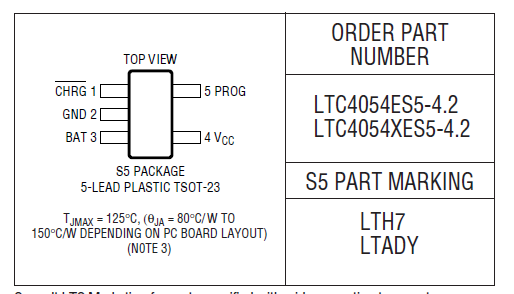 TOP VIEW
CHRG 1
GND 2
BAT 3
5 PROG
4 VCC
S5 PACKAGE
5-LEAD PLASTIC TSOT-23
TJMAX = 125°C, (θJA = 80°C/W TO
150°C/W DEPENDING ON PC BOARD LAYOUT)
(NOTE 3)
ORDER PART
NUMBER
LTC4054ES5-4.2
LTC4054XES5-4.2
S5 PART MARKING
LTH7
LTADY